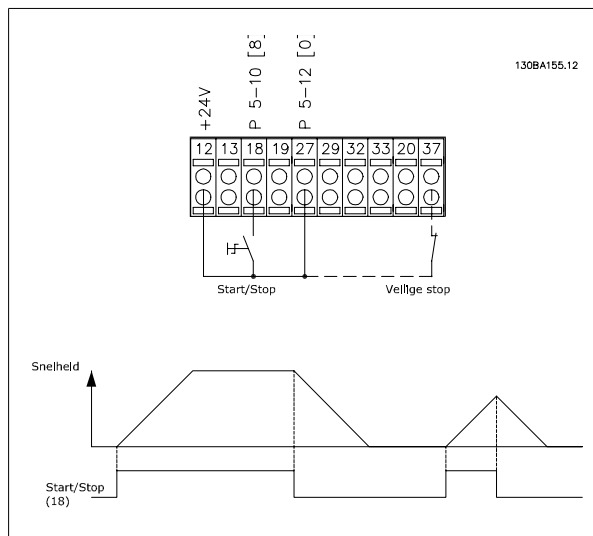 130BA155.12
+24V
P 5-10 [8]
P 5-12 [0]
12 13 18 19 27 29 32 33 20 37
Start/Stop
Veilige stop
Snelheid
Start/Stop
(18)